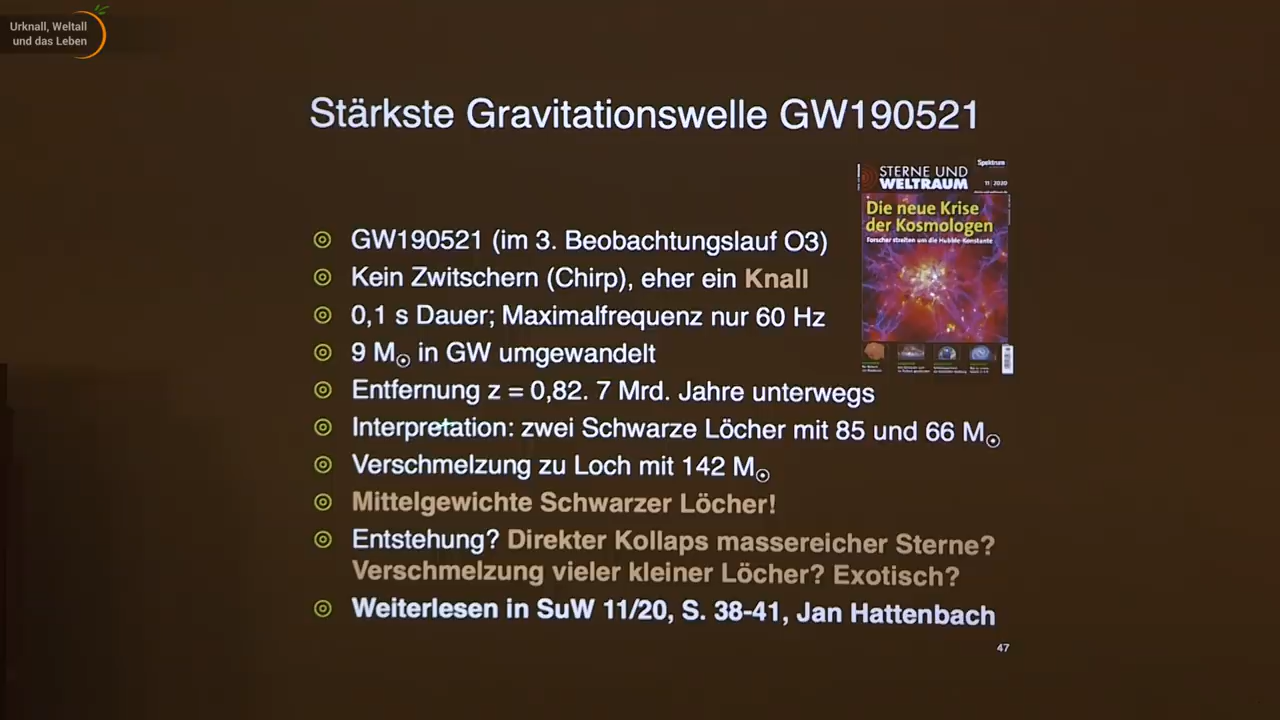 Urknall, Weltall
und das Leben
Stärkste Gravitationswelle GW190521
Spektrum
STERNE UND
WELTRAUM
11 | 2020
Die neue Krise
der Kosmologen
Forscher streiten um die Hubble-Konstante
GW190521 (im 3. Beobachtungslauf O3)
Kein Zwitschern (Chirp), eher ein Knall
0,1 s Dauer; Maximalfrequenz nur 60 Hz
9 M☉ in GW umgewandelt
Entfernung z = 0,82. 7 Mrd. Jahre unterwegs
Interpretation: zwei Schwarze Löcher mit 85 und 66 M☉
Verschmelzung zu Loch mit 142 M☉
Mittelgewichte Schwarzer Löcher!
Entstehung? Direkter Kollaps massereicher Sterne?
Verschmelzung vieler kleiner Löcher? Exotisch?
Weiterlesen in SuW 11/20, S. 38-41, Jan Hattenbach
47